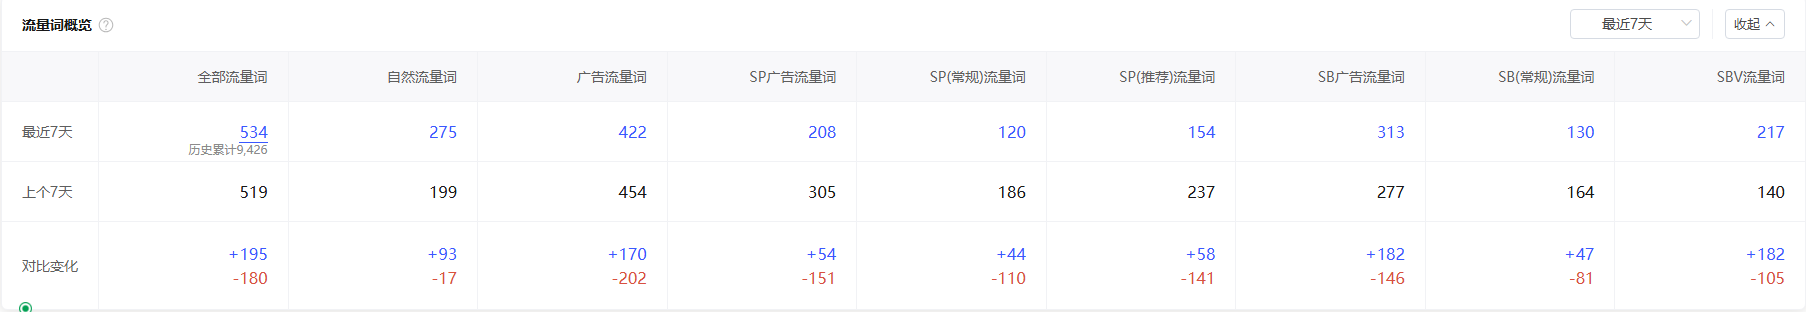 流量词概览
最近7天 收起
全部流量词 自然流量词 广告流量词 SP广告流量词 SP(常规)流量词 SP(推荐)流量词 SB广告流量词 SB(常规)流量词 SBV流量词
最近7天 534 275 422 208 120 154 313 130 217
历史累计9,426
上个7天 519 199 454 305 186 237 277 164 140
对比变化
+195 +93 +170 +54 +44 +58 +182 +47 +182
-180 -17 -202 -151 -110 -141 -146 -81 -105